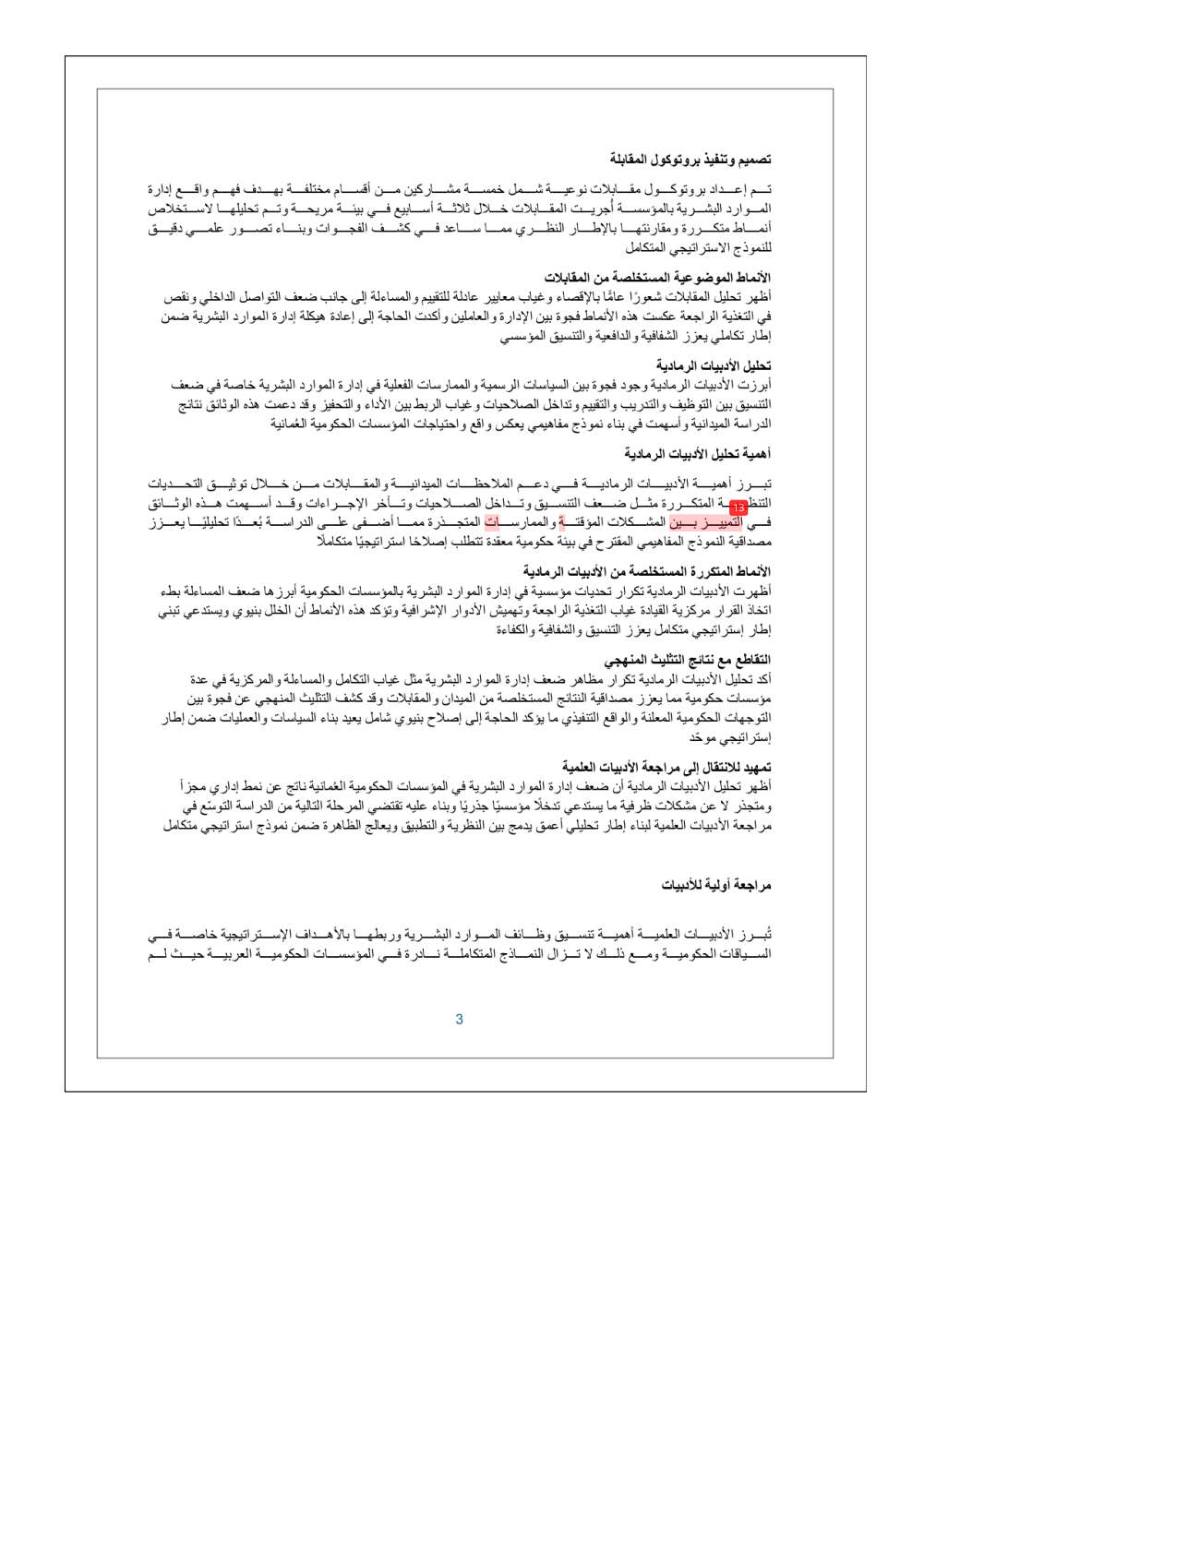 تصميم وتنفيذ بروتوكول المقابلة
تم إعداد بروتوكول مقابلات نوعية شمل خمسة مشاركين من أقسام مختلفة بهدف فهم واقع إدارة
الموارد البشرية بالمؤسسة أُجريت المقابلات خلال ثلاثة أسابيع في بيئة مريحة وتم تحليلها لاستخلاص
أنماط متكررة ومقارنتها بالإطار النظري مما ساعد في كشف الفجوات وبناء تصور علمي دقيق
للنموذج الاستراتيجي المتكامل
الأنماط الموضوعية المستخلصة من المقابلات
أظهر تحليل المقابلات شعورًا عامًا بالإقصاء وغياب معايير عادلة للتقييم والمساءلة إلى جانب ضعف التواصل الداخلي ونقص
في التغذية الراجعة عكست هذه الأنماط فجوة بين الإدارة والعاملين وأكدت الحاجة إلى إعادة هيكلة إدارة الموارد البشرية ضمن
إطار تكاملي يعزز الشفافية والدافعية والتنسيق المؤسسي
تحليل الأدبيات الرمادية
أبرزت الأدبيات الرمادية وجود فجوة بين السياسات الرسمية والممارسات الفعلية في إدارة الموارد البشرية خاصة في ضعف
التنسيق بين التوظيف والتدريب والتقييم وتداخل الصلاحيات وغياب الربط بين الأداء والتحفيز وقد دعمت هذه الوثائق نتائج
الدراسة الميدانية وأسهمت في بناء نموذج مفاهيمي يعكس واقع واحتياجات المؤسسات الحكومية العُمانية
أهمية تحليل الأدبيات الرمادية
تبرز أهمية الأدبيات الرمادية في دعم الملاحظات الميدانية والمقابلات من خلال توثيق التحديات
المتكررة مثل ضعف التنسيق وتداخل الصلاحيات وتأخر الإجراءات وقد أسهمت هذه الوثائق
13
في التمييز بين المشكلات المؤقتة والممارسات المتجذرة مما أضفى على الدراسة بُعدًا تحليليًا يعزز
مصداقية النموذج المفاهيمي المقترح في بيئة حكومية معقدة تتطلب إصلاحًا استراتيجيًا متكاملًا
الأنماط المتكررة المستخلصة من الأدبيات الرمادية
أظهرت الأدبيات الرمادية تكرار تحديات مؤسسية في إدارة الموارد البشرية بالمؤسسات الحكومية أبرزها ضعف المساءلة بطء
اتخاذ القرار مركزية القيادة غياب التغذية الراجعة وتهميش الأدوار الإشرافية وتؤكد هذه الأنماط أن الخلل بنيوي ويستدعي تبني
إطار إستراتيجي متكامل يعزز التنسيق والشفافية والكفاءة
التقاطع مع نتائج التثليث المنهجي
أكد تحليل الأدبيات الرمادية تكرار مظاهر ضعف إدارة الموارد البشرية مثل غياب التكامل والمساءلة والمركزية في عدة
مؤسسات حكومية مما يعزز مصداقية النتائج المستخلصة من الميدان والمقابلات وقد كشف التثليث المنهجي عن فجوة بين
التوجهات الحكومية المعلنة والواقع التنفيذي ما يؤكد الحاجة إلى إصلاح بنيوي شامل يعيد بناء السياسات والعمليات ضمن إطار
إستراتيجي موحّد
تمهيد للانتقال إلى مراجعة الأدبيات العلمية
أظهر تحليل الأدبيات الرمادية أن ضعف إدارة الموارد البشرية في المؤسسات الحكومية العُمانية ناتج عن نمط إداري مجزأ
ومتجذر لا عن مشكلات ظرفية ما يستدعي تدخلًا مؤسسيًا جذريًا وبناء عليه تقتضي المرحلة التالية من الدراسة التوسّع في
مراجعة الأدبيات العلمية لبناء إطار تحليلي أعمق يدمج بين النظرية والتطبيق ويعالج الظاهرة ضمن نموذج استراتيجي متكامل
مراجعة أولية للأدبيات
تُبرز الأدبيات العلمية أهمية تنسيق وظائف الموارد البشرية وربطها بالأهداف الإستراتيجية خاصة في
السياقات الحكومية ومع ذلك لا تزال النماذج المتكاملة نادرة في المؤسسات الحكومية العربية حيث لم
3